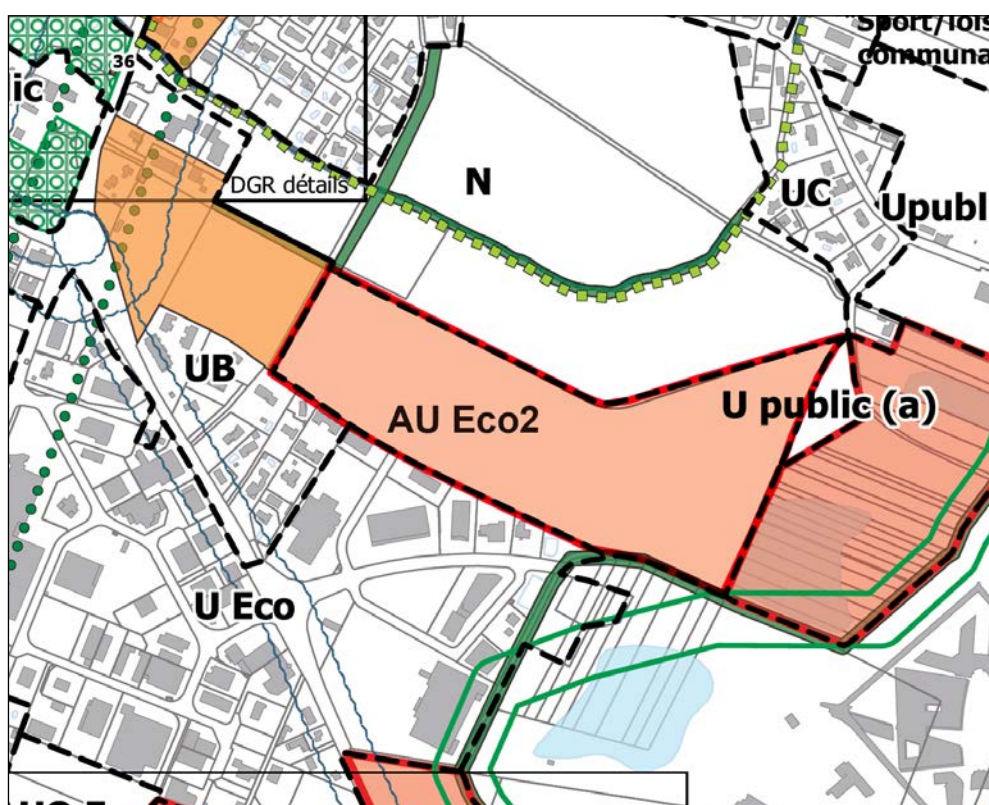 "Sport/lois
communa
36
ic
DGR détails
N
UC
Upubl
UB
AU Eco2
U public (a)
U Eco